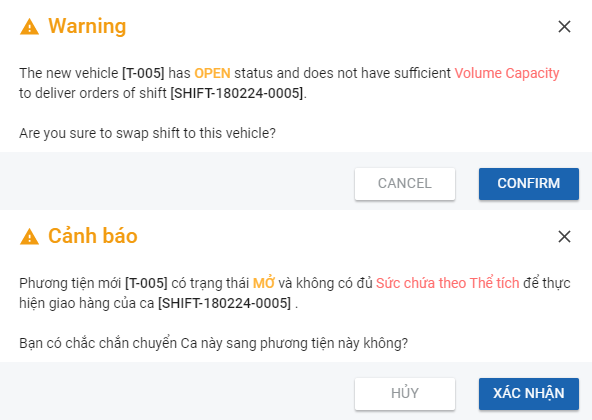 Warning
The new vehicle [T-005] has OPEN status and does not have sufficient Volume Capacity
to deliver orders of shift [SHIFT-180224-0005].
Are you sure to swap shift to this vehicle?
CANCEL
CONFIRM
Cảnh báo
Phương tiện mới [T-005] có trạng thái MỞ và không có đủ Sức chứa theo Thể tích để thực
hiện giao hàng của ca [SHIFT-180224-0005] .
Bạn có chắc chắn chuyển Ca này sang phương tiện này không?
HỦY
XÁC NHẬN